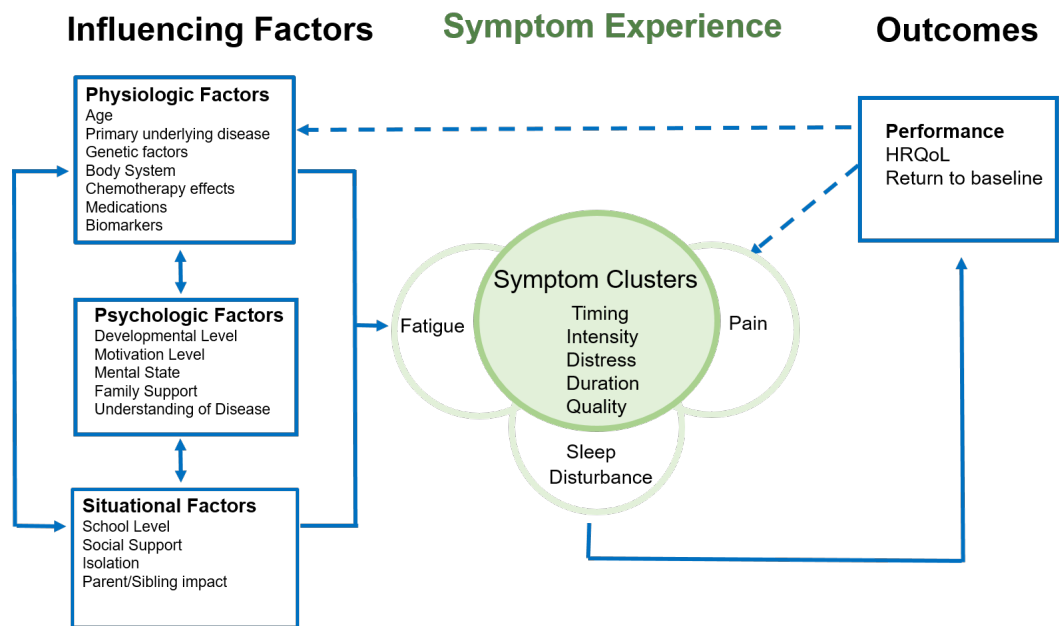 Influencing Factors
Symptom Experience
Outcomes
Physiologic Factors
Age
Primary underlying disease
Genetic factors
Body System
Chemotherapy effects
Medications
Biomarkers
Psychologic Factors
Developmental Level
Motivation Level
Mental State
Family Support
Understanding of Disease
Situational Factors
School Level
Social Support
Isolation
Parent/Sibling impact
Fatigue
Symptom Clusters
Timing
Intensity
Distress
Duration
Quality
Pain
Sleep
Disturbance
Performance
HRQoL
Return to baseline